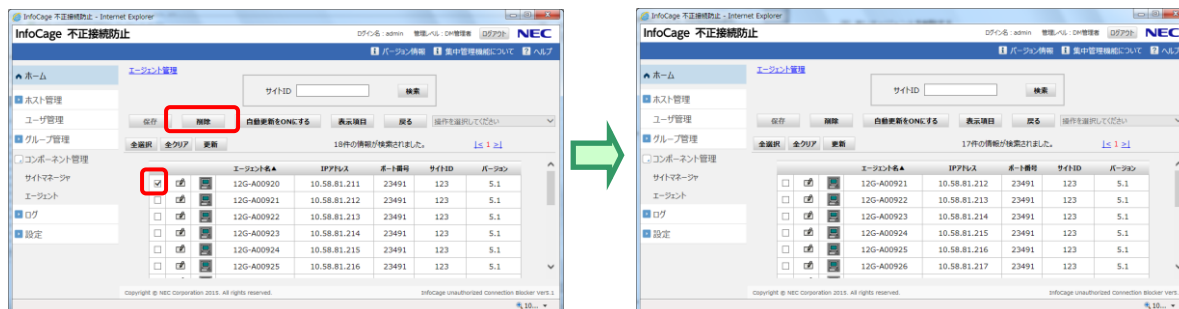 InfoCage 不正接続防止 - Internet Explorer
InfoCage 不正接続防止
ログイン名 : admin 管理レベル : DM管理者 ログアウト NEC
バージョン情報 集中管理機能について ヘルプ
ホーム
ホスト管理
ユーザ管理
グループ管理
コンポーネント管理
サイトマネージャ
エージェント
ログ
設定
エージェント管理
サイトID 検索
保存 削除 自動更新をONにする 表示項目 戻る 操作を選択してください
全選択 全クリア 更新 18件の情報が検索されました。 |< 1 >|
エージェント名▲ IPアドレス ポート番号 サイトID バージョン
12G-A00920 10.58.81.211 23491 123 5.1
12G-A00921 10.58.81.212 23491 123 5.1
12G-A00922 10.58.81.213 23491 123 5.1
12G-A00923 10.58.81.214 23491 123 5.1
12G-A00924 10.58.81.215 23491 123 5.1
12G-A00925 10.58.81.216 23491 123 5.1
Copyright © NEC Corporation 2015. All rights reserved. InfoCage Unauthorized Connection Blocker Ver5.1
10...
InfoCage 不正接続防止 - Internet Explorer
InfoCage 不正接続防止
ログイン名 : admin 管理レベル : DM管理者 ログアウト NEC
バージョン情報 集中管理機能について ヘルプ
ホーム
ホスト管理
ユーザ管理
グループ管理
コンポーネント管理
サイトマネージャ
エージェント
ログ
設定
エージェント管理
サイトID 検索
保存 削除 自動更新をONにする 表示項目 戻る 操作を選択してください
全選択 全クリア 更新 17件の情報が検索されました。 |< 1 >|
エージェント名▲ IPアドレス ポート番号 サイトID バージョン
12G-A00921 10.58.81.212 23491 123 5.1
12G-A00922 10.58.81.213 23491 123 5.1
12G-A00923 10.58.81.214 23491 123 5.1
12G-A00924 10.58.81.215 23491 123 5.1
12G-A00925 10.58.81.216 23491 123 5.1
12G-A00926 10.58.81.217 23491 123 5.1
Copyright © NEC Corporation 2015. All rights reserved. InfoCage Unauthorized Connection Blocker Ver5.1
10...